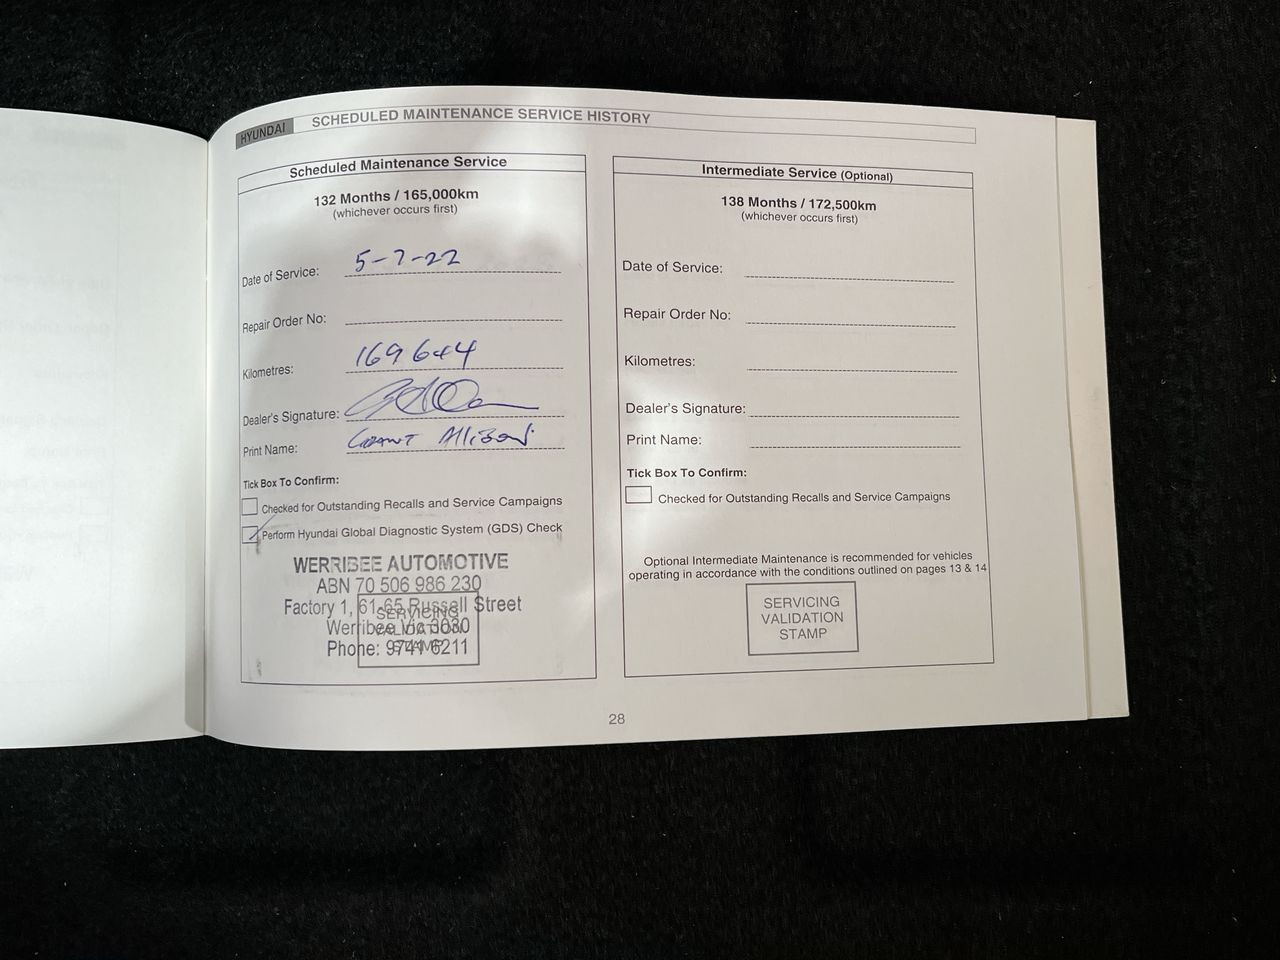 HYUNDAI SCHEDULED MAINTENANCE SERVICE HISTORY
Scheduled Maintenance Service
132 Months / 165,000km
(whichever occurs first)
Date of Service: 5-7-22
Repair Order No:
Kilometres: 169644
Dealer's Signature:
Print Name: Grant Allison
Tick Box To Confirm:
Checked for Outstanding Recalls and Service Campaigns
Perform Hyundai Global Diagnostic System (GDS) Check
WERRIBEE AUTOMOTIVE
ABN 70 506 986 230
Factory 1, 61-65 Russell Street
Werribee Vic 3030
Phone: 9741 6211
SERVICING
VALIDATION
STAMP
Intermediate Service (Optional)
138 Months / 172,500km
(whichever occurs first)
Date of Service:
Repair Order No:
Kilometres:
Dealer's Signature:
Print Name:
Tick Box To Confirm:
Checked for Outstanding Recalls and Service Campaigns
Optional Intermediate Maintenance is recommended for vehicles
operating in accordance with the conditions outlined on pages 13 & 14
SERVICING
VALIDATION
STAMP
28